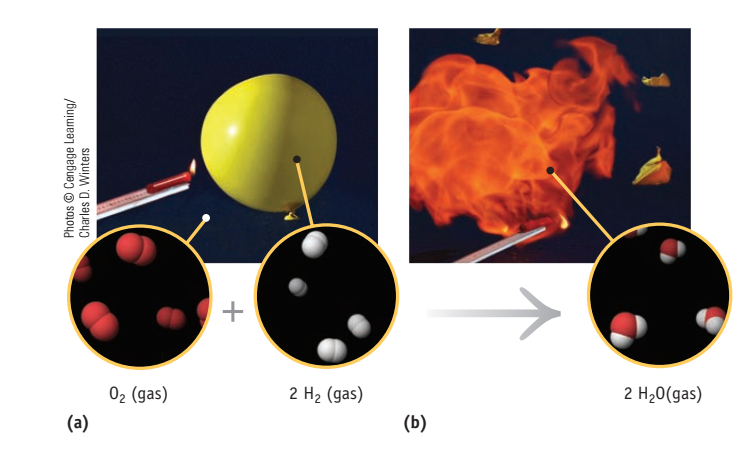 Photos © Cengage Learning/
Charles D. Winters
+
O₂ (gas)
2 H₂ (gas)
2 H₂O(gas)
(a)
(b)